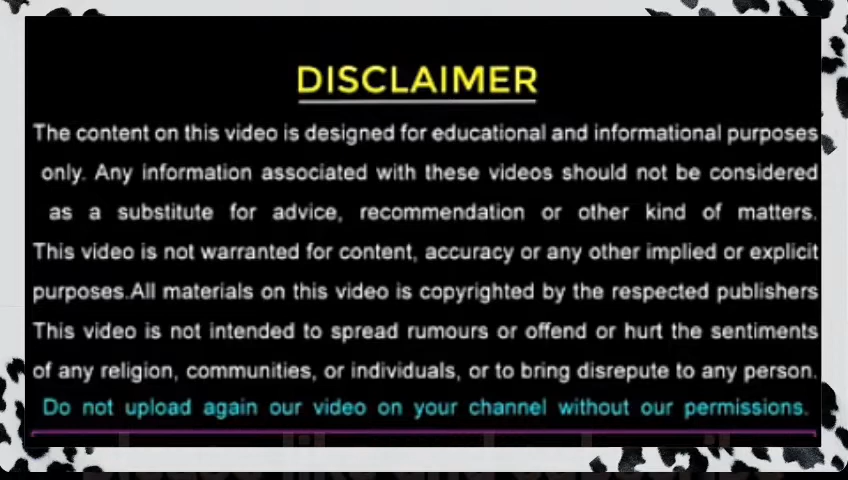 DISCLAIMER
The content on this video is designed for educational and informational purposes
only. Any information associated with these videos should not be considered
as a substitute for advice, recommendation or other kind of matters.
This video is not warranted for content, accuracy or any other implied or explicit
purposes.All materials on this video is copyrighted by the respected publishers
This video is not intended to spread rumours or offend or hurt the sentiments
of any religion, communities, or individuals, or to bring disrepute to any person.
Do not upload again our video on your channel without our permissions.